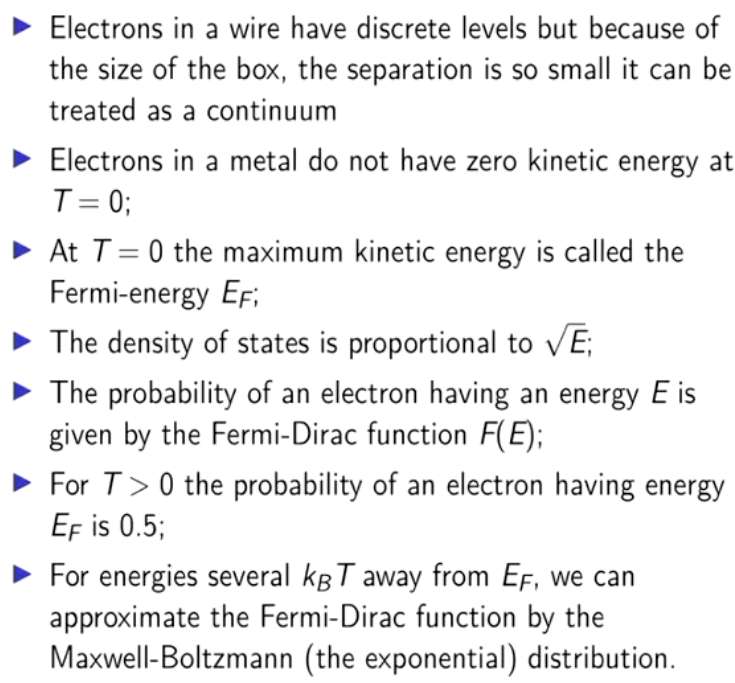 ▶ Electrons in a wire have discrete levels but because of
the size of the box, the separation is so small it can be
treated as a continuum
▶ Electrons in a metal do not have zero kinetic energy at
T = 0;
▶ At T = 0 the maximum kinetic energy is called the
Fermi-energy E_F;
▶ The density of states is proportional to √E;
▶ The probability of an electron having an energy E is
given by the Fermi-Dirac function F(E);
▶ For T > 0 the probability of an electron having energy
E_F is 0.5;
▶ For energies several k_BT away from E_F, we can
approximate the Fermi-Dirac function by the
Maxwell-Boltzmann (the exponential) distribution.